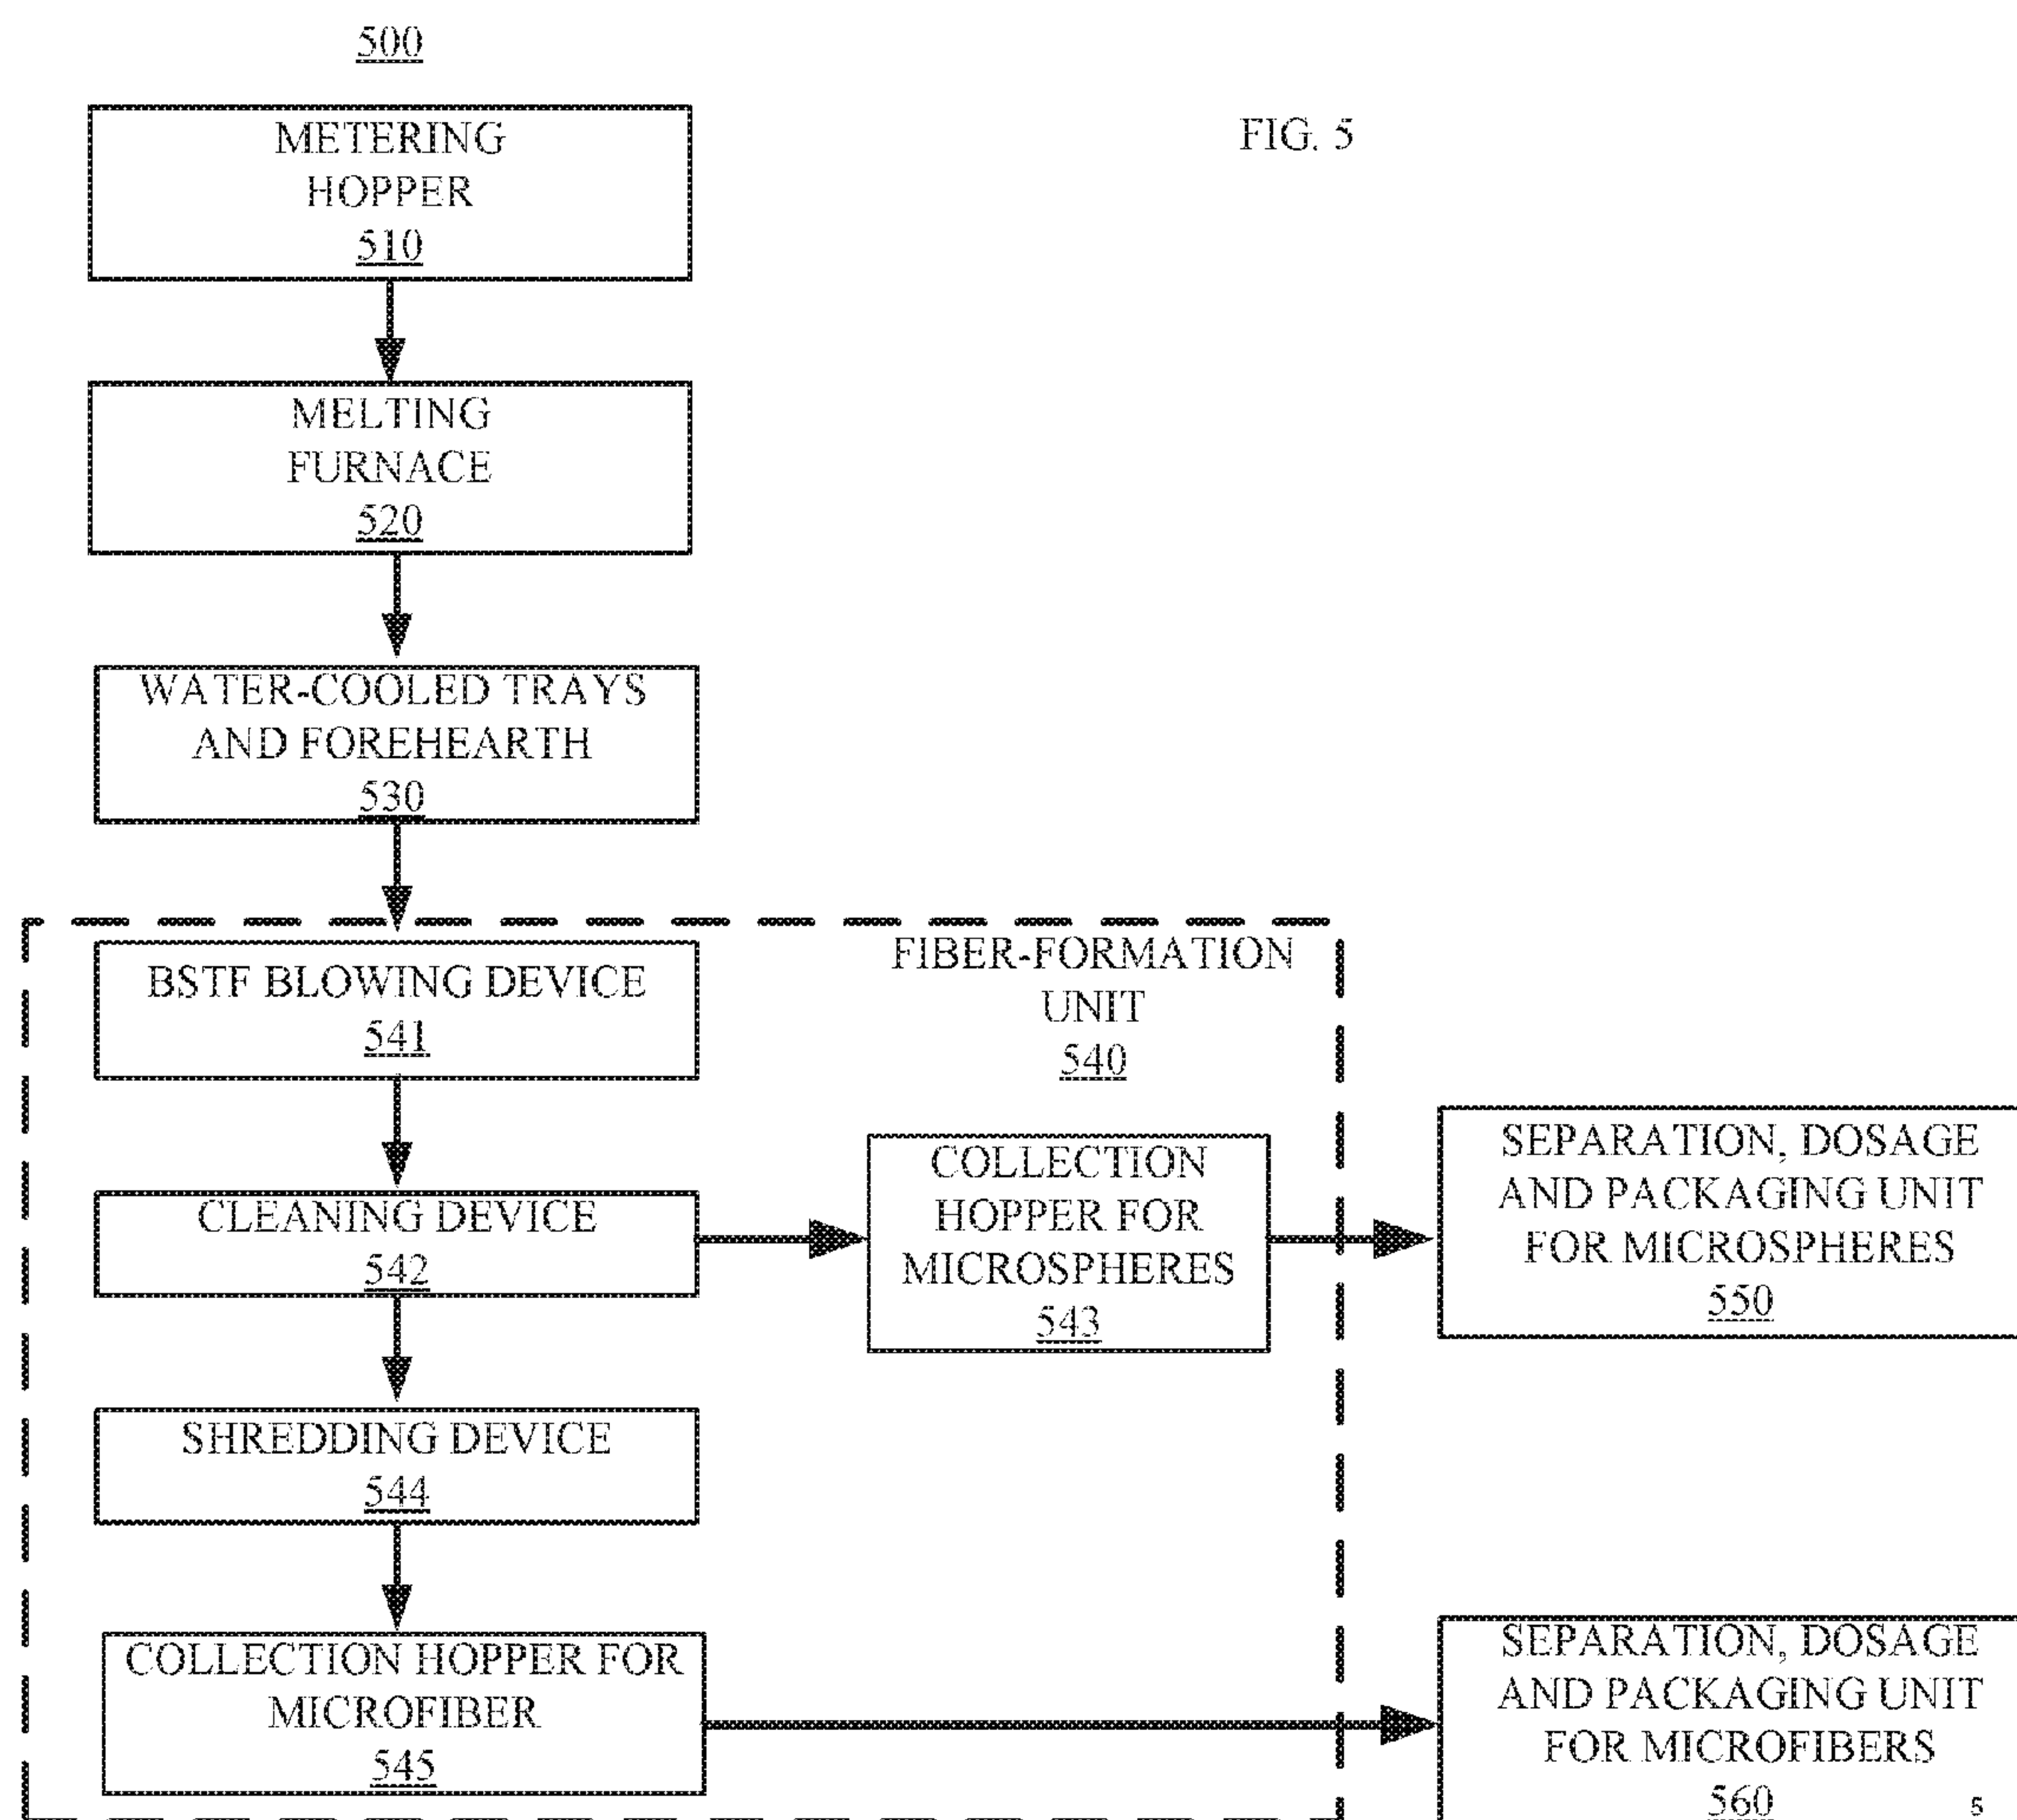 500
FIG. 5
METERING
HOPPER
510
MELTING
FURNACE
520
WATER-COOLED TRAYS
AND FOREHEARTH
530
FIBER-FORMATION
UNIT
540
BSTF BLOWING DEVICE
541
CLEANING DEVICE
542
COLLECTION
HOPPER FOR
MICROSPHERES
543
SEPARATION, DOSAGE
AND PACKAGING UNIT
FOR MICROSPHERES
550
SHREDDING DEVICE
544
COLLECTION HOPPER FOR
MICROFIBER
545
SEPARATION, DOSAGE
AND PACKAGING UNIT
FOR MICROFIBERS
560
5